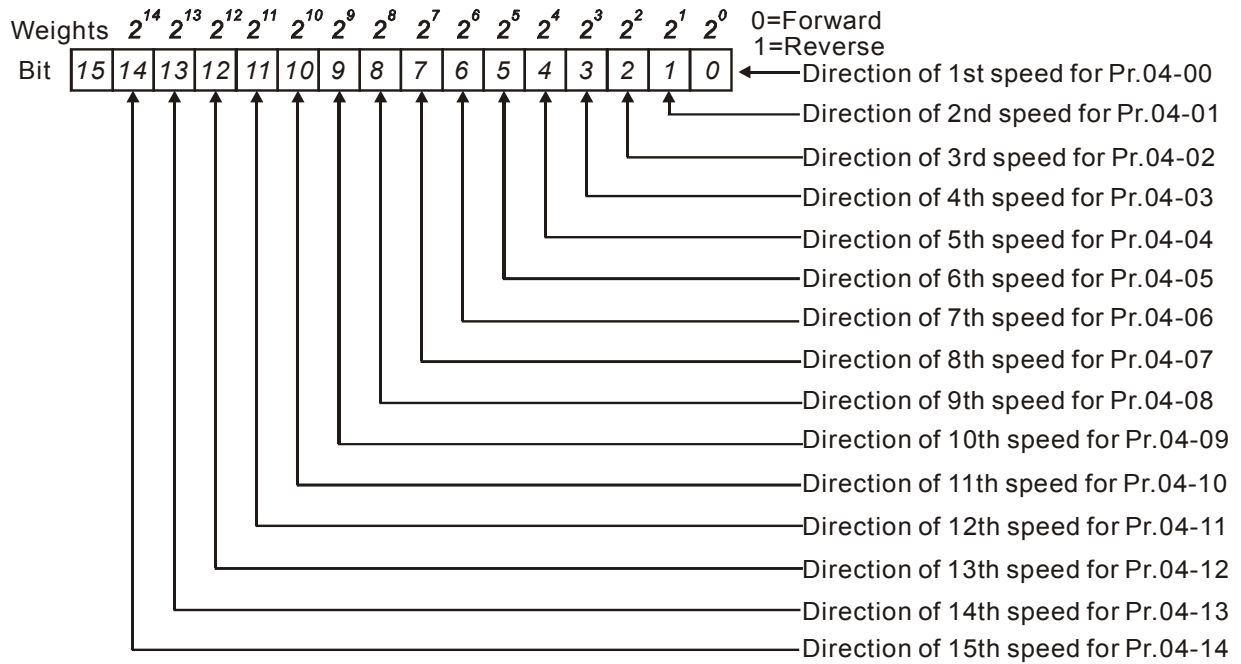 Weights 2^14 2^13 2^12 2^11 2^10 2^9 2^8 2^7 2^6 2^5 2^4 2^3 2^2 2^1 2^0 0=Forward
1=Reverse
Bit 15 14 13 12 11 10 9 8 7 6 5 4 3 2 1 0 Direction of 1st speed for Pr.04-00
Direction of 2nd speed for Pr.04-01
Direction of 3rd speed for Pr.04-02
Direction of 4th speed for Pr.04-03
Direction of 5th speed for Pr.04-04
Direction of 6th speed for Pr.04-05
Direction of 7th speed for Pr.04-06
Direction of 8th speed for Pr.04-07
Direction of 9th speed for Pr.04-08
Direction of 10th speed for Pr.04-09
Direction of 11th speed for Pr.04-10
Direction of 12th speed for Pr.04-11
Direction of 13th speed for Pr.04-12
Direction of 14th speed for Pr.04-13
Direction of 15th speed for Pr.04-14